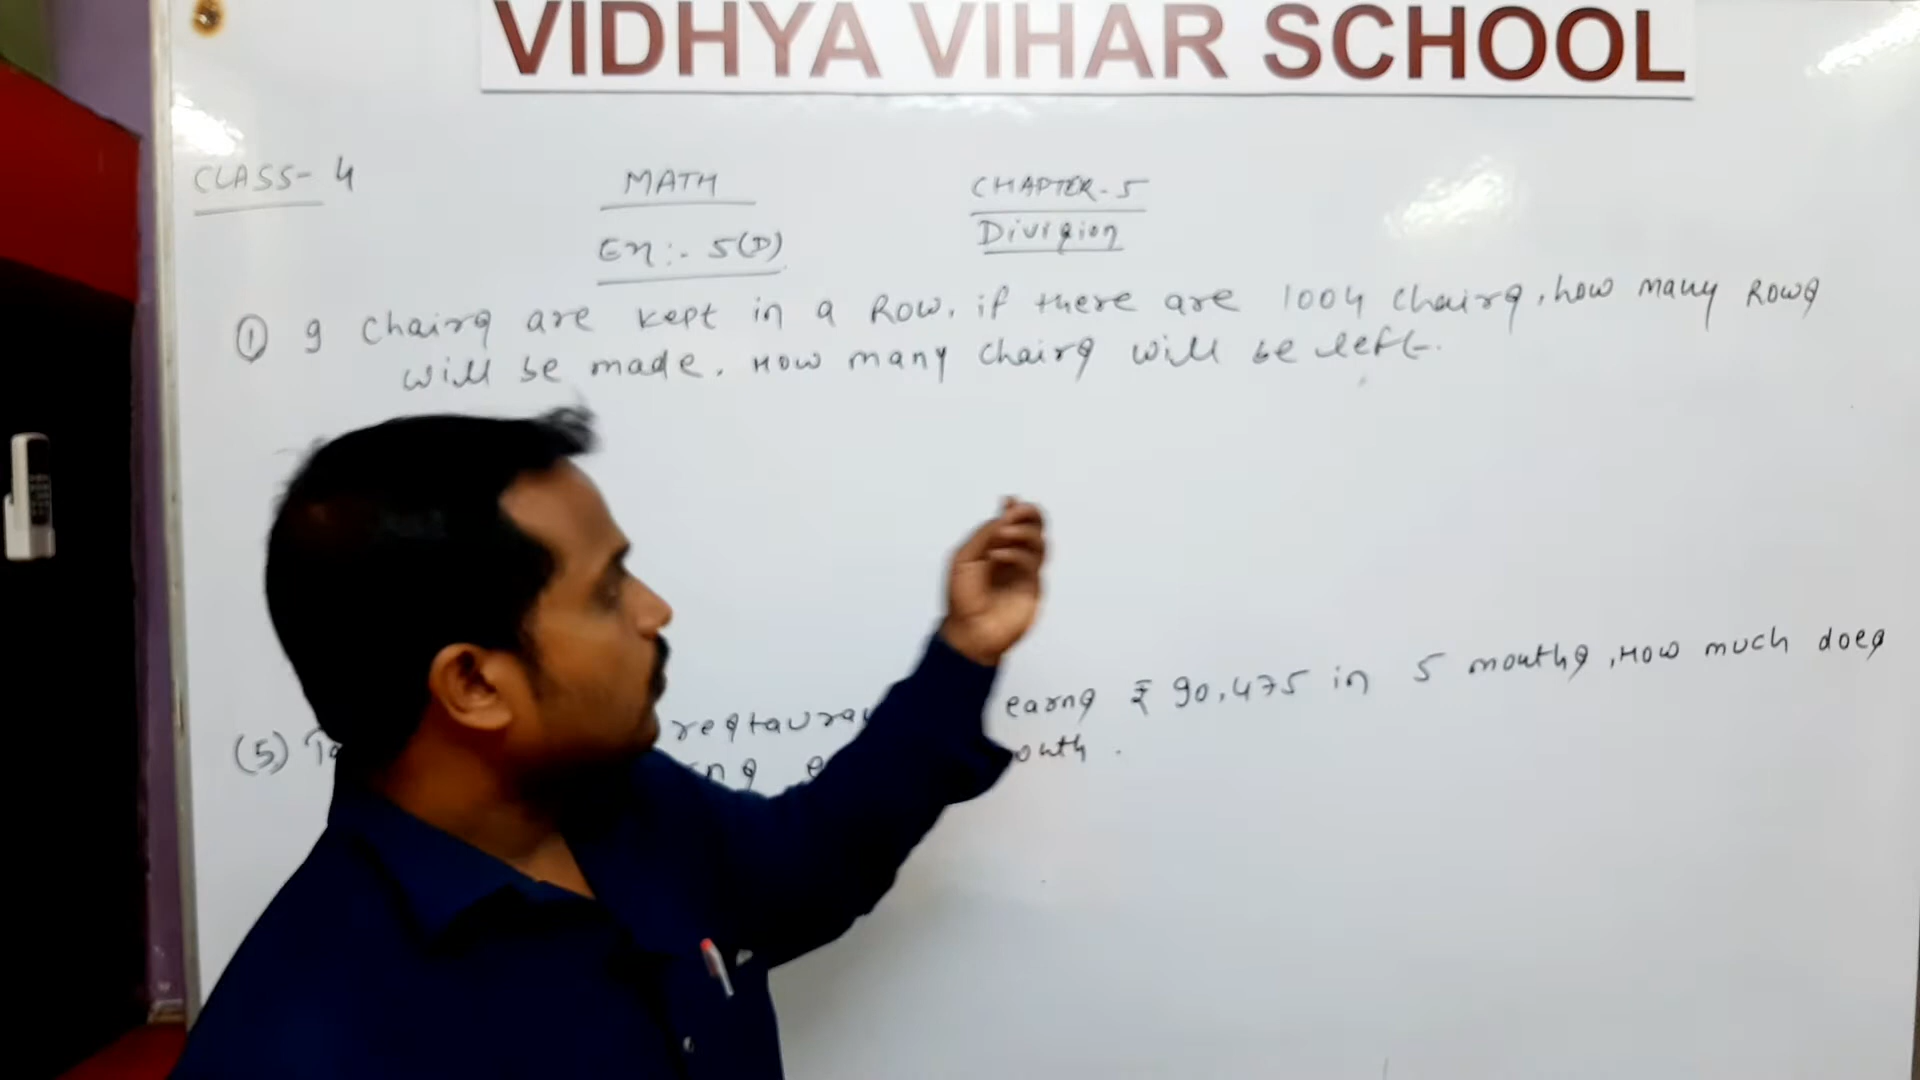 VIDHYA VIHAR SCHOOL
CLASS- 4 MATH CHAPTER-5
Ex:- 5(D) Division
① 9 chairs are kept in a Row. if there are 1004 chairs, how many Rows
will be made. How many chairs will be left.
(5) restaura earns ₹ 90,475 in 5 months, How much does
onth.